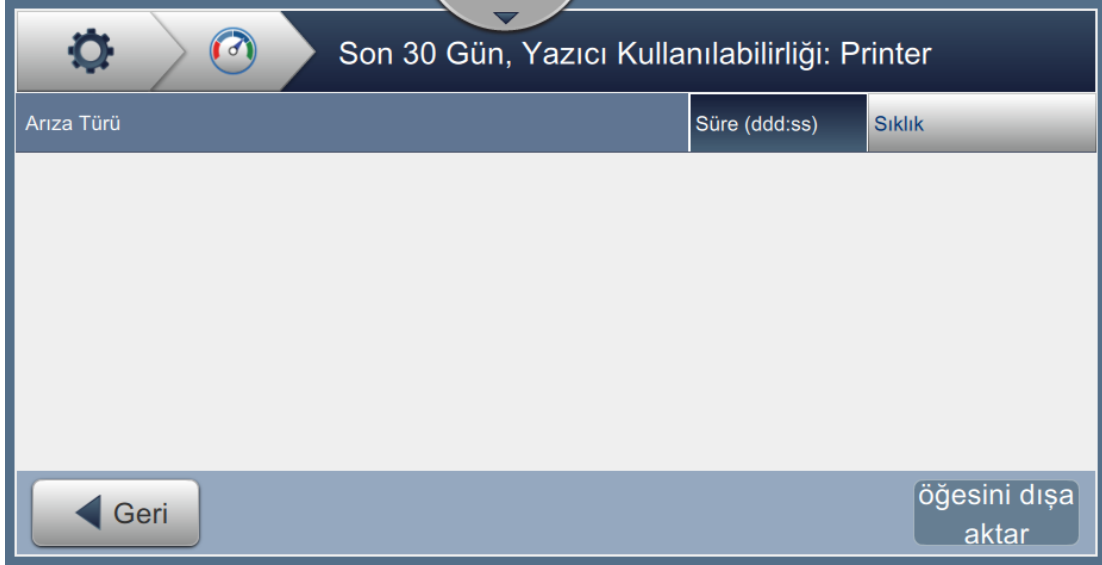 Son 30 Gün, Yazıcı Kullanılabilirliği: Printer
Arıza Türü Süre (ddd:ss) Sıklık
Geri
öğesini dışa
aktar